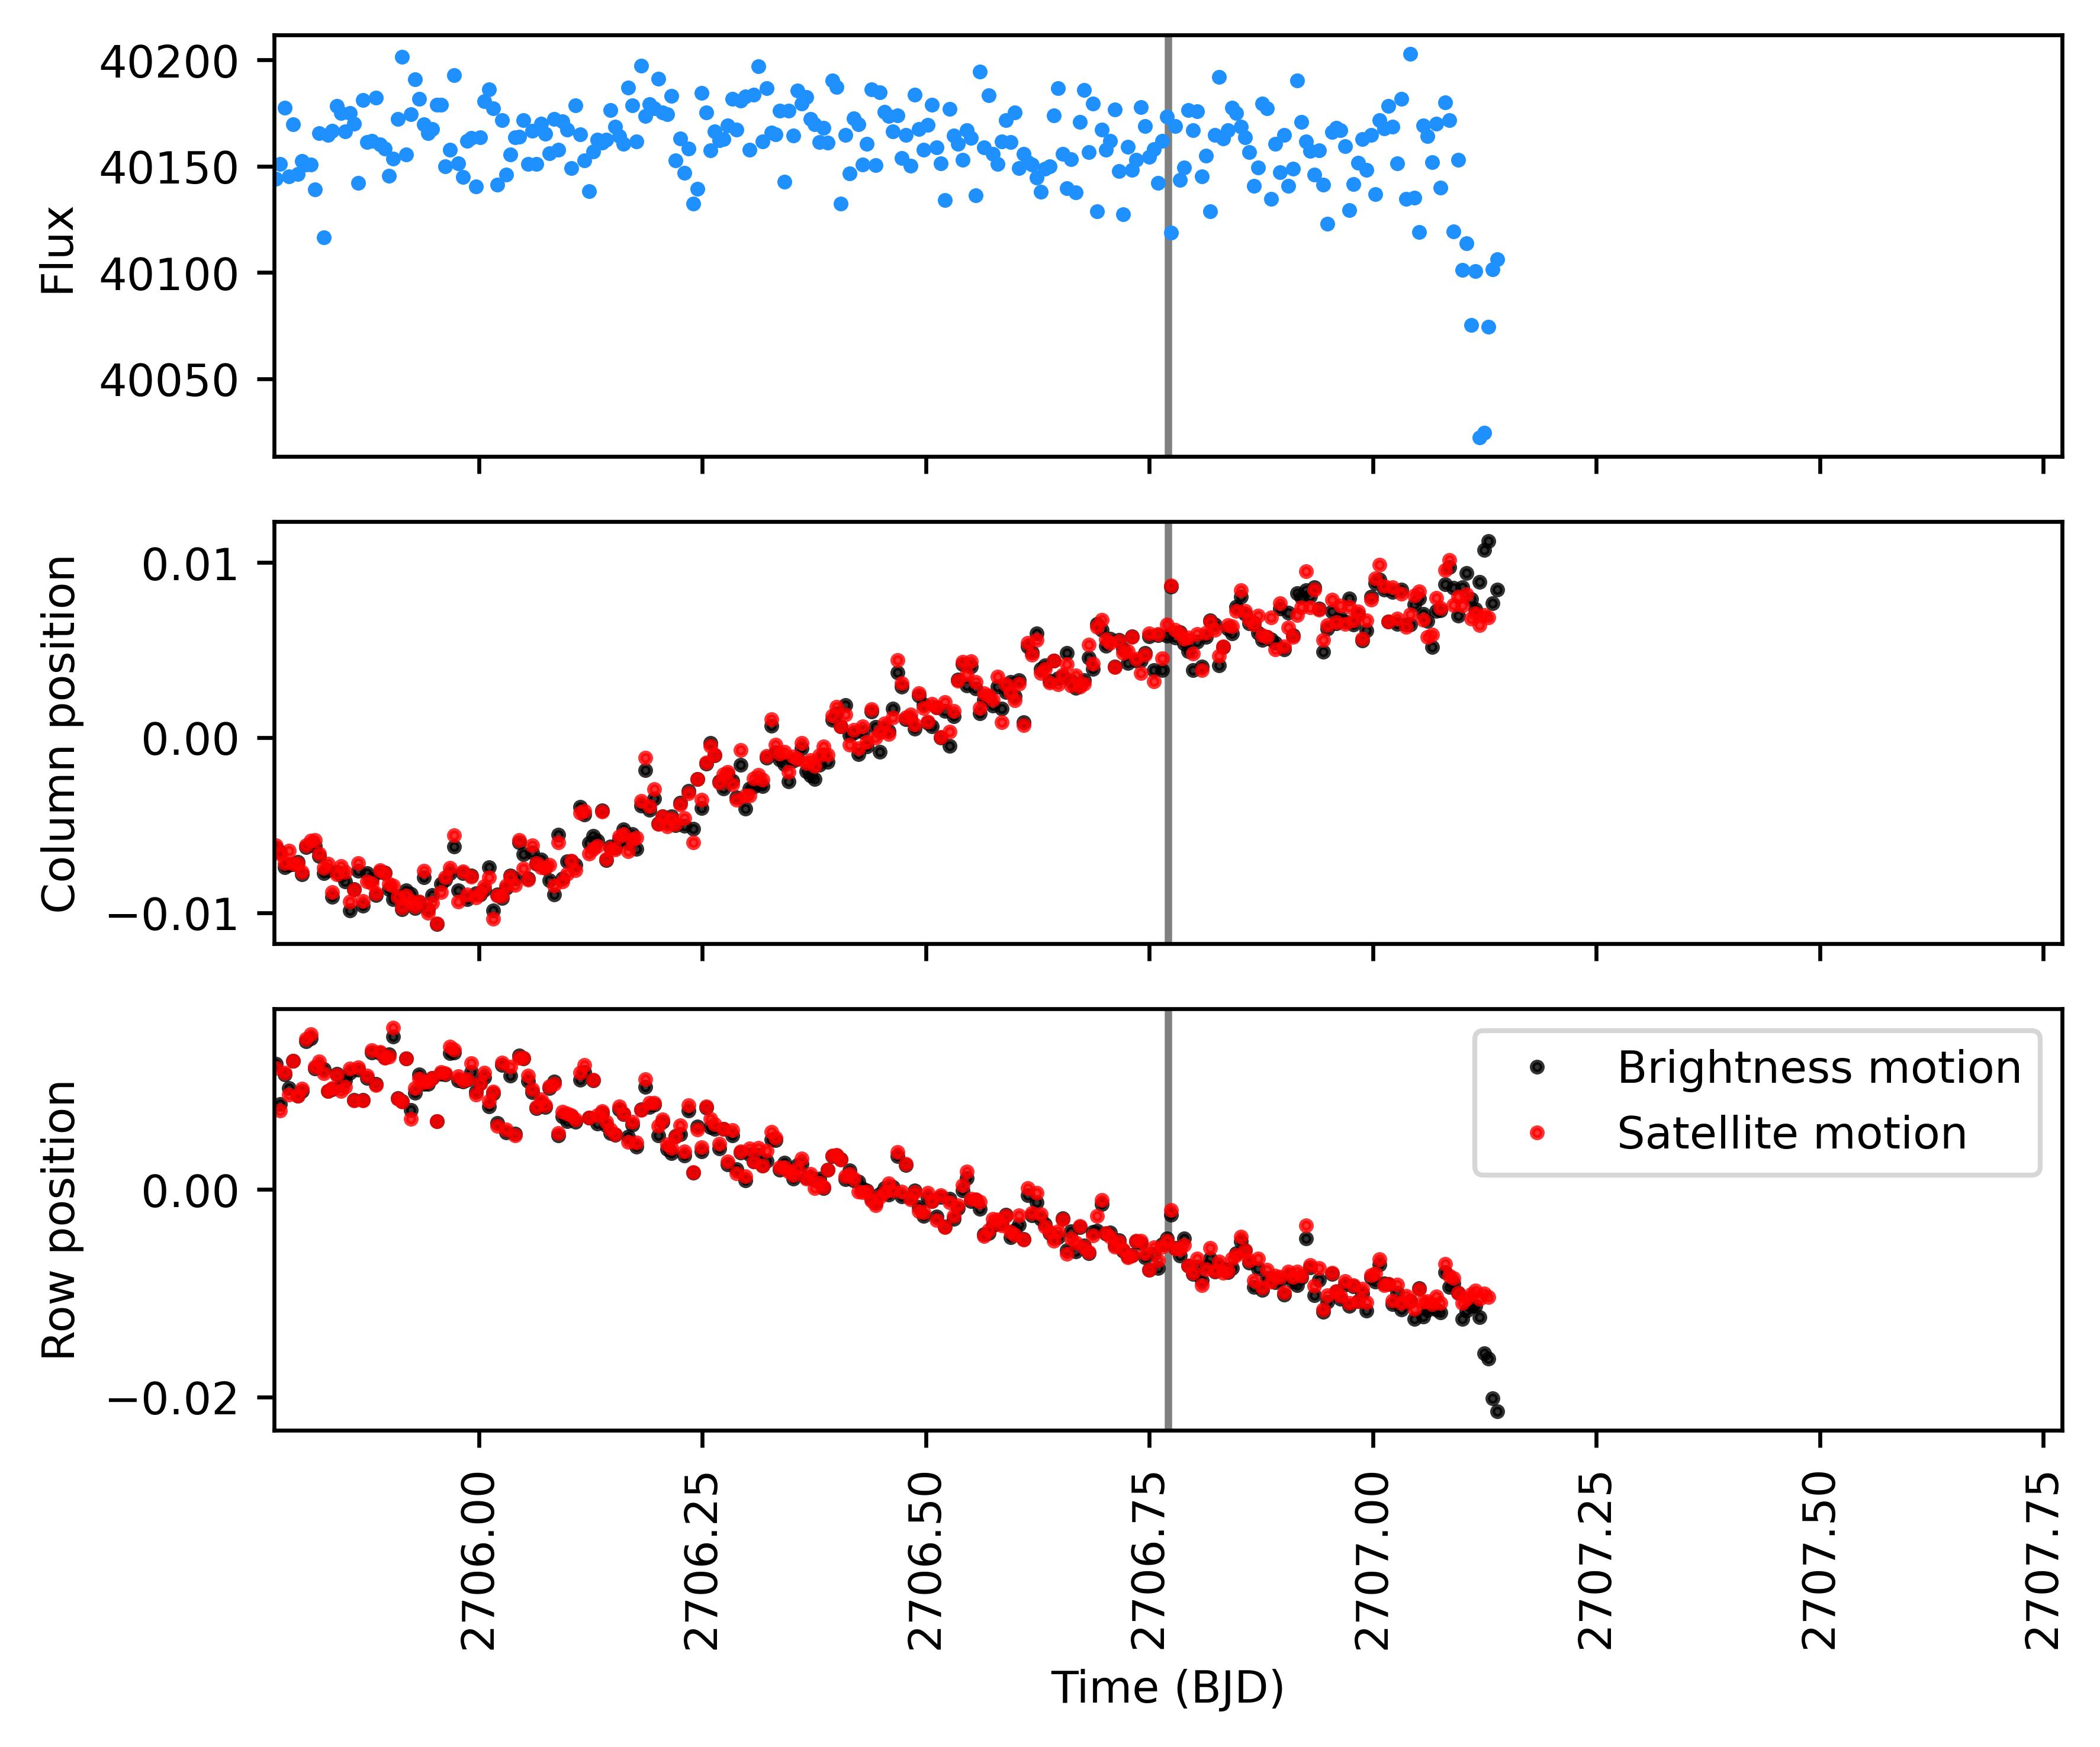 40200
40150
40100
40050
Flux
0.01
0.00
−0.01
Column position
Brightness motion
Satellite motion
0.00
−0.02
Row position
2706.00
2706.25
2706.50
2706.75
2707.00
2707.25
2707.50
2707.75
Time (BJD)